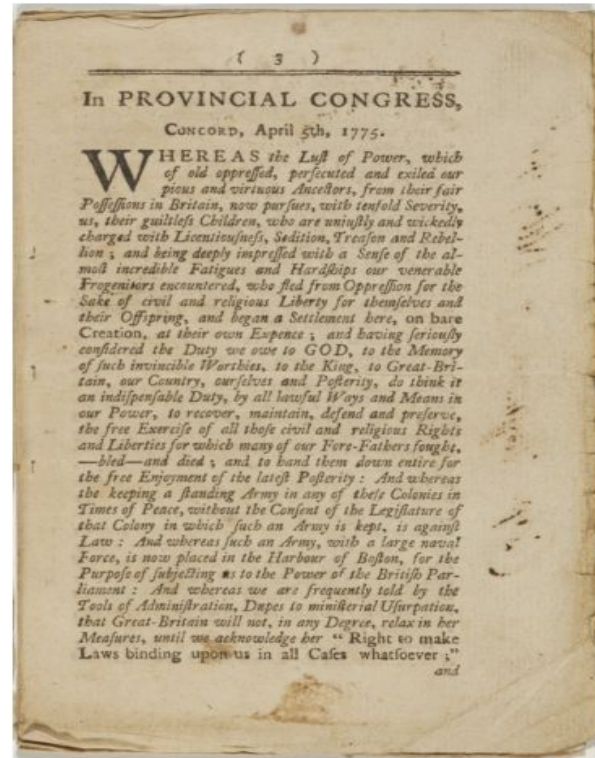 ( 3 )
In PROVINCIAL CONGRESS,
CONCORD, April 5th, 1775.
WHEREAS the Luſt of Power, which
of old oppreſſed, perſecuted and exiled our
pious and virtuous Anceſtors, from their fair
Poſſeſſions in Britain, now purſues, with tenfold Severity,
us, their guiltleſs Children, who are unjuſtly and wickedly
charged with Licentiouſneſs, Sedition, Treaſon and Rebel-
lion ; and being deeply impreſſed with a Senſe of the al-
moſt incredible Fatigues and Hardſhips our venerable
Progenitors encountered, who fled from Oppreſſion for the
Sake of civil and religious Liberty for themſelves and
their Offſpring, and began a Settlement here, on bare
Creation, at their own Expence ; and having ſeriouſly
conſidered the Duty we owe to GOD, to the Memory
of ſuch invincible Worthies, to the King, to Great-Bri-
tain, our Country, ourſelves and Poſterity, do think it
an indiſpenſable Duty, by all lawful Ways and Means in
our Power, to recover, maintain, defend and preſerve,
the free Exerciſe of all thoſe civil and religious Rights
and Liberties for which many of our Fore-Fathers fought,
—bled—and died ; and to hand them down entire for
the free Enjoyment of the lateſt Poſterity : And whereas
the keeping a ſtanding Army in any of theſe Colonies in
Times of Peace, without the Conſent of the Legiſlature of
that Colony in which ſuch an Army is kept, is againſt
Law : And whereas ſuch an Army, with a large naval
Force, is now placed in the Harbour of Boſton, for the
Purpoſe of ſubjecting us to the Power of the Britiſh Par-
liament : And whereas we are frequently told by the
Tools of Adminiſtration, Dupes to miniſterial Uſurpation,
that Great-Britain will not, in any Degree, relax in her
Meaſures, until we acknowledge her “ Right to make
Laws binding upon us in all Caſes whatſoever ;”
and